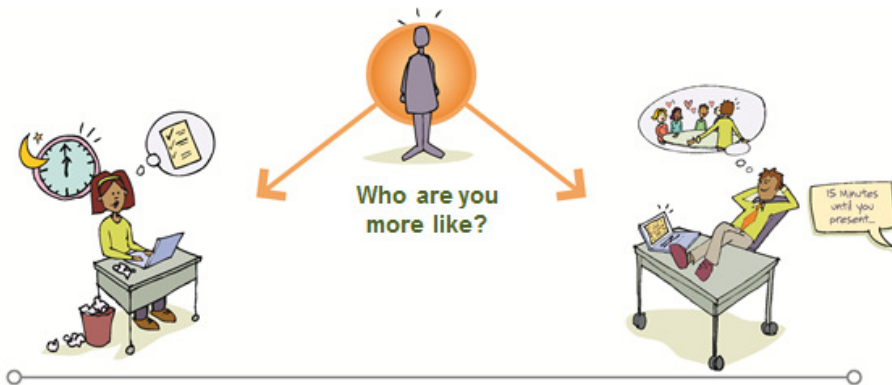 Who are you
more like?
15 Minutes
until you
present...